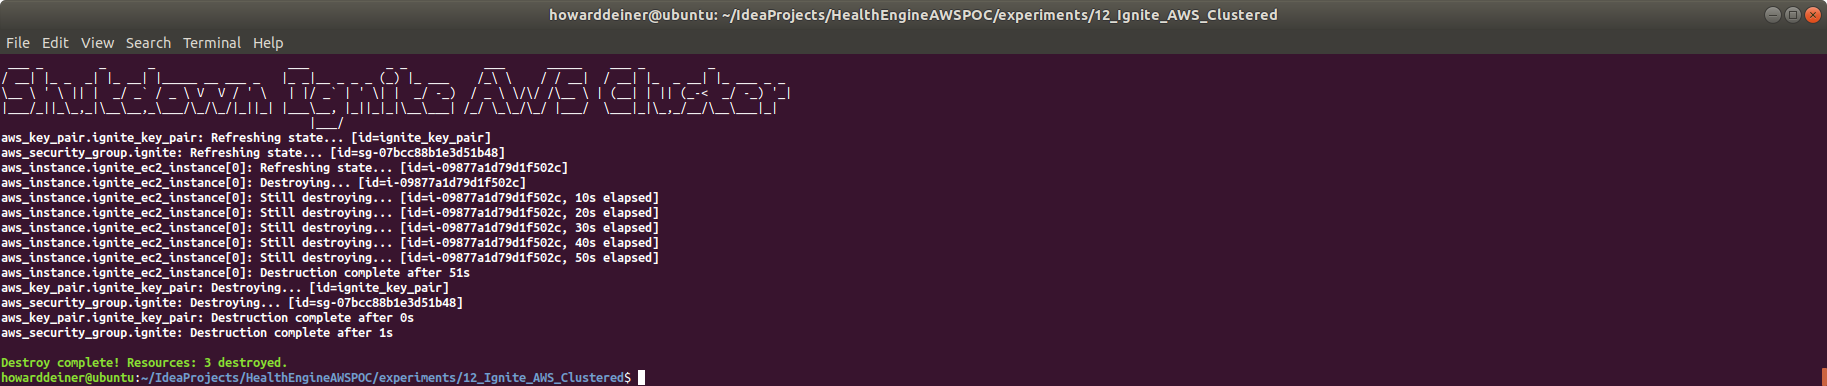 howarddeiner@ubuntu: ~/IdeaProjects/HealthEngineAWSPOC/experiments/12_Ignite_AWS_Clustered
File Edit View Search Terminal Help
Shutdown Ignite AWS Cluster
aws_key_pair.ignite_key_pair: Refreshing state... [id=ignite_key_pair]
aws_security_group.ignite: Refreshing state... [id=sg-07bcc88b1e3d51b48]
aws_instance.ignite_ec2_instance[0]: Refreshing state... [id=i-09877a1d79d1f502c]
aws_instance.ignite_ec2_instance[0]: Destroying... [id=i-09877a1d79d1f502c]
aws_instance.ignite_ec2_instance[0]: Still destroying... [id=i-09877a1d79d1f502c, 10s elapsed]
aws_instance.ignite_ec2_instance[0]: Still destroying... [id=i-09877a1d79d1f502c, 20s elapsed]
aws_instance.ignite_ec2_instance[0]: Still destroying... [id=i-09877a1d79d1f502c, 30s elapsed]
aws_instance.ignite_ec2_instance[0]: Still destroying... [id=i-09877a1d79d1f502c, 40s elapsed]
aws_instance.ignite_ec2_instance[0]: Still destroying... [id=i-09877a1d79d1f502c, 50s elapsed]
aws_instance.ignite_ec2_instance[0]: Destruction complete after 51s
aws_key_pair.ignite_key_pair: Destroying... [id=ignite_key_pair]
aws_security_group.ignite: Destroying... [id=sg-07bcc88b1e3d51b48]
aws_key_pair.ignite_key_pair: Destruction complete after 0s
aws_security_group.ignite: Destruction complete after 1s
Destroy complete! Resources: 3 destroyed.
howarddeiner@ubuntu:~/IdeaProjects/HealthEngineAWSPOC/experiments/12_Ignite_AWS_Clustered$